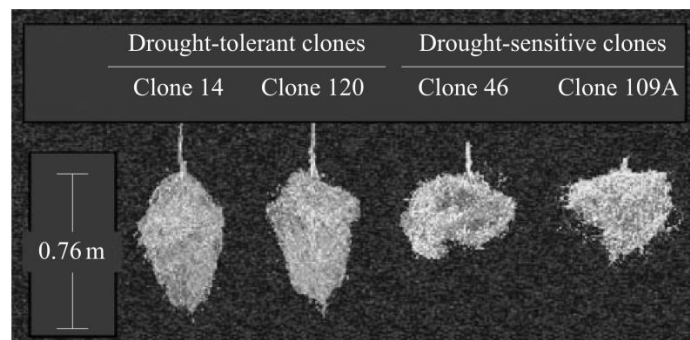 Drought-tolerant clones Drought-sensitive clones
Clone 14 Clone 120 Clone 46 Clone 109A
0.76 m